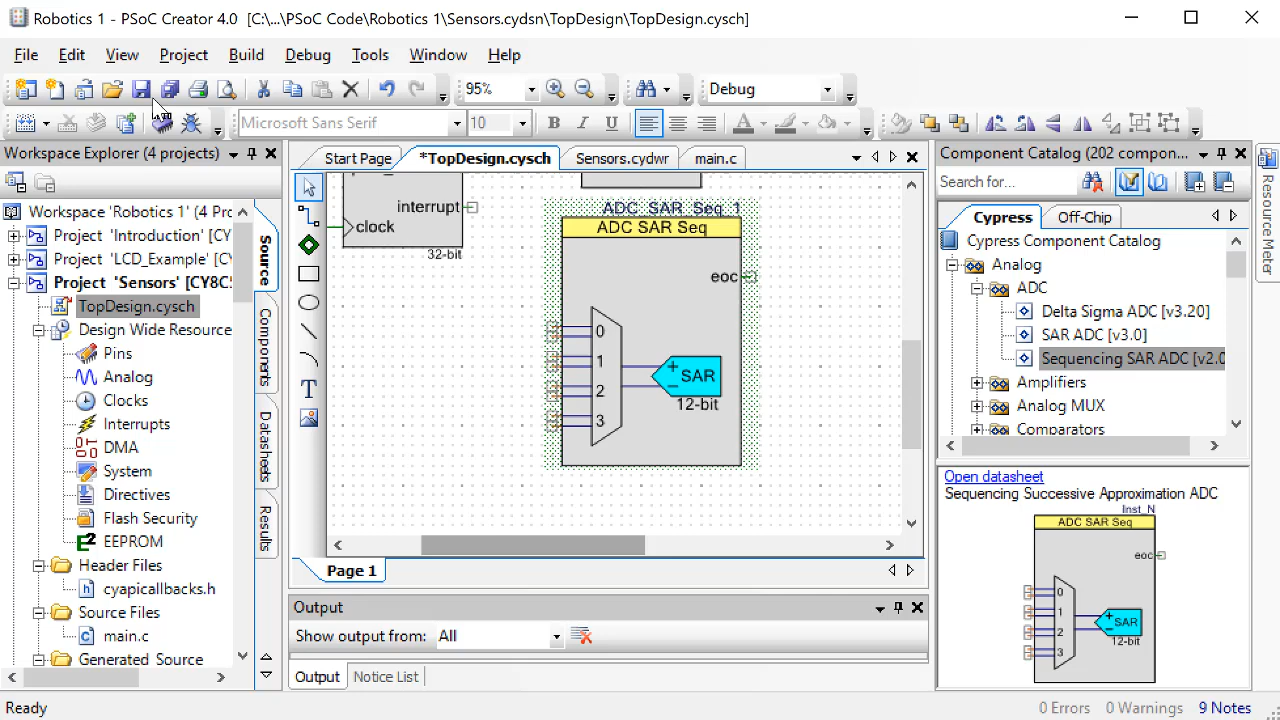 Robotics 1 - PSoC Creator 4.0 [C:\...\PSoC Code\Robotics 1\Sensors.cydsn\TopDesign\TopDesign.cysch]
File Edit View Project Build Debug Tools Window Help
95% Debug
Microsoft Sans Serif 10 B I U A
Workspace Explorer (4 projects)
Workspace 'Robotics 1' (4 Prc
Project 'Introduction' [CY
Project 'LCD_Example' [CY
Project 'Sensors' [CY8C
TopDesign.cysch
Design Wide Resource
Pins
Analog
Clocks
Interrupts
DMA
System
Directives
Flash Security
EEPROM
Header Files
cyapicallbacks.h
Source Files
main.c
Generated Source
Source
Components
Datasheets
Results
Start Page *TopDesign.cysch Sensors.cydwr main.c
interrupt
clock
32-bit
ADC_SAR_Seq_1
ADC SAR Seq
eoc
0
1
2
3
SAR
12-bit
T
Page 1
Output
Show output from: All
Output Notice List
Component Catalog (202 compon...
Search for...
Cypress Off-Chip
Cypress Component Catalog
Analog
ADC
Delta Sigma ADC [v3.20]
SAR ADC [v3.0]
Sequencing SAR ADC [v2.0
Amplifiers
Analog MUX
Comparators
Open datasheet
Sequencing Successive Approximation ADC
Inst_N
ADC SAR Seq
eoc
0
1
2
3
SAR
12-bit
Resource Meter
Ready 0 Errors 0 Warnings 9 Notes